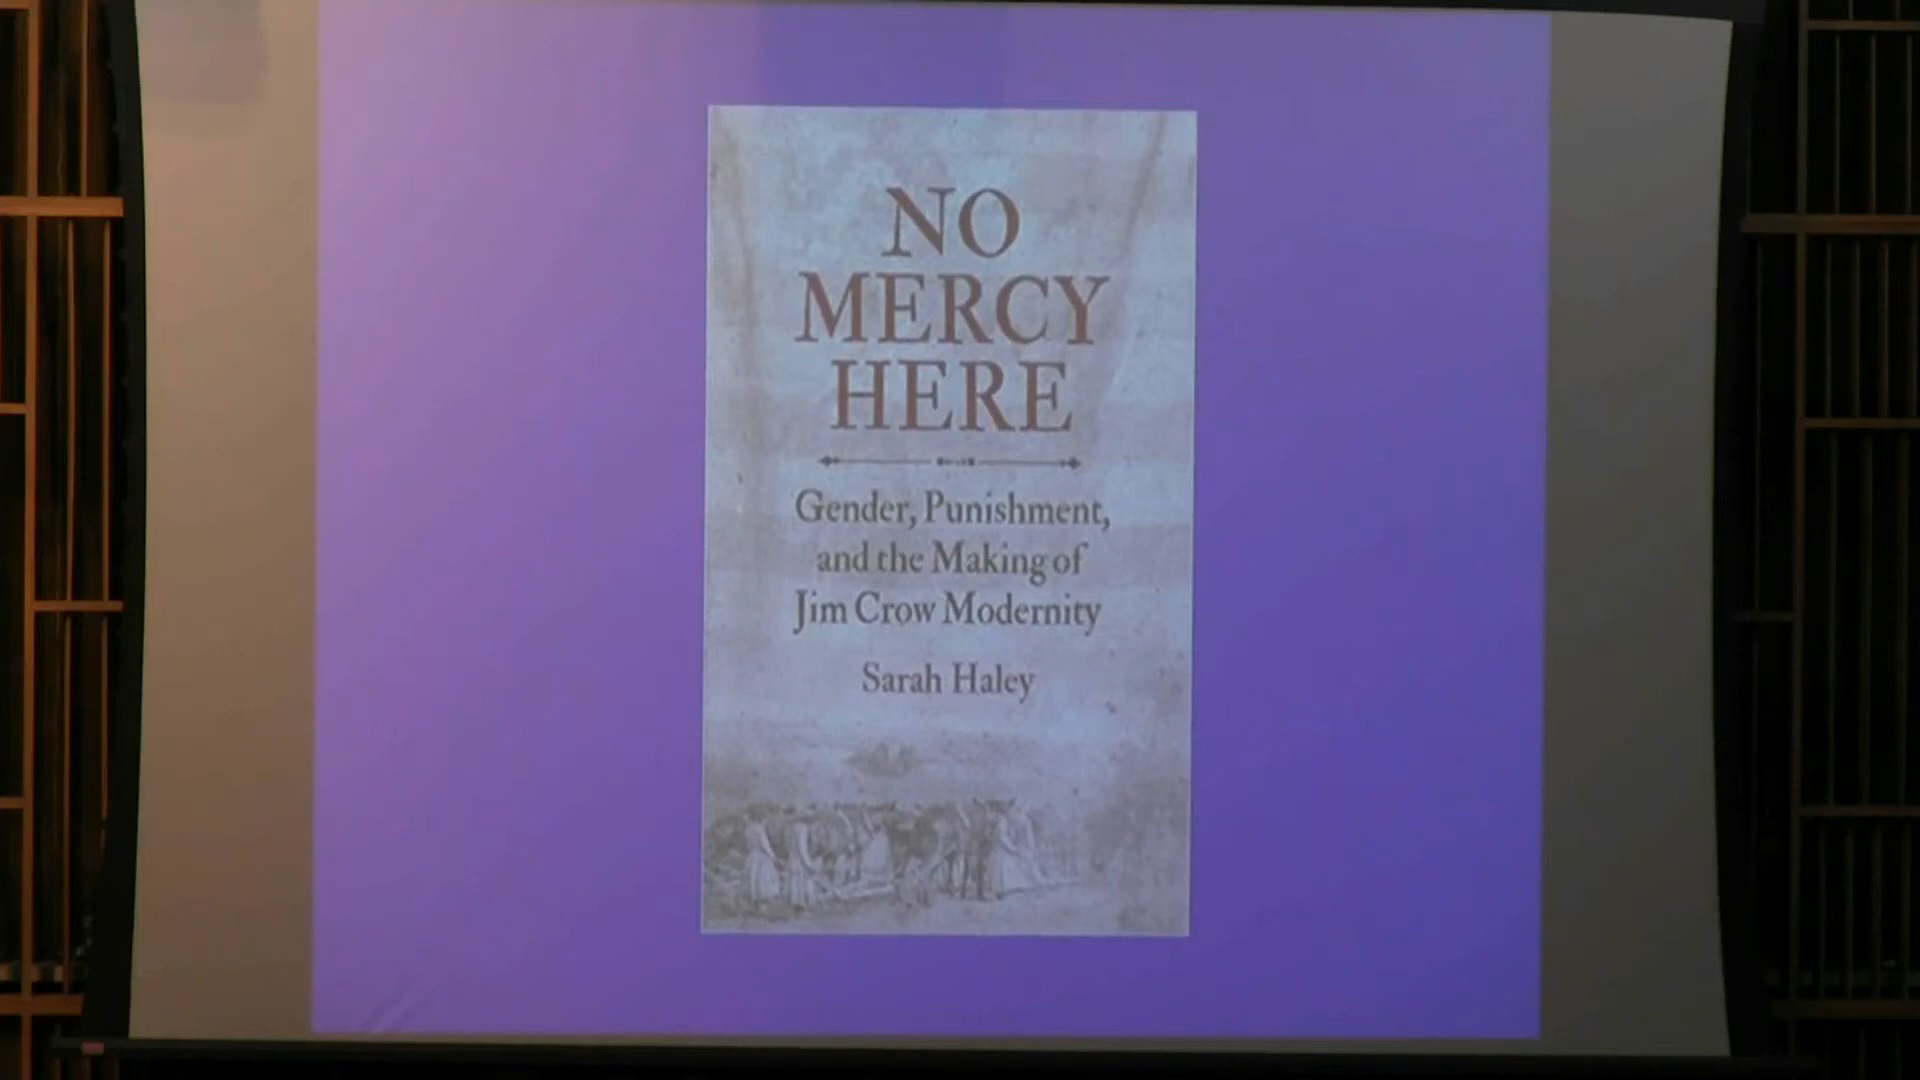 NO
MERCY
HERE
Gender, Punishment,
and the Making of
Jim Crow Modernity
Sarah Haley